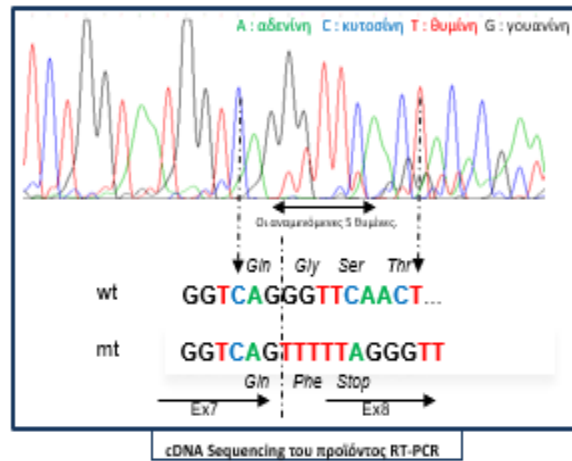 A : αδενίνη C : κυτοσίνη T : θυμίνη G : γουανίνη
Οι αναμενόμενες 5 θυμίνες.
Gln Gly Ser Thr
wt GGTCAGGGTTCAACT...
mt GGTCAGTTTTTAGGGTT
Gln Phe Stop
Ex7 Ex8
cDNA Sequencing του προϊόντος RT-PCR